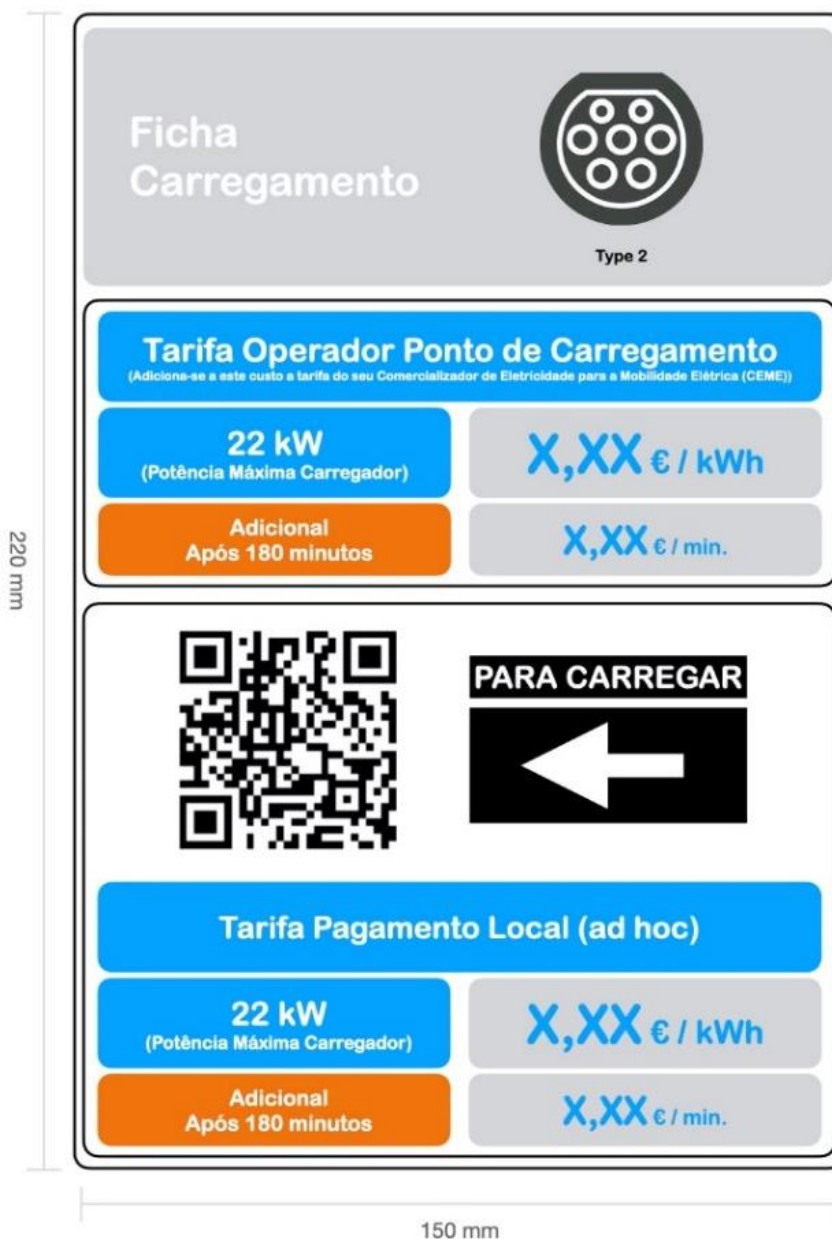 Ficha
Carregamento
Type 2
Tarifa Operador Ponto de Carregamento
(Adiciona-se a este custo a tarifa do seu Comercializador de Eletricidade para a Mobilidade Elétrica (CEME))
22 kW
(Potência Máxima Carregador)
X,XX € / kWh
Adicional
Após 180 minutos
X,XX € / min.
PARA CARREGAR
Tarifa Pagamento Local (ad hoc)
22 kW
(Potência Máxima Carregador)
X,XX € / kWh
Adicional
Após 180 minutos
X,XX € / min.
220 mm
150 mm